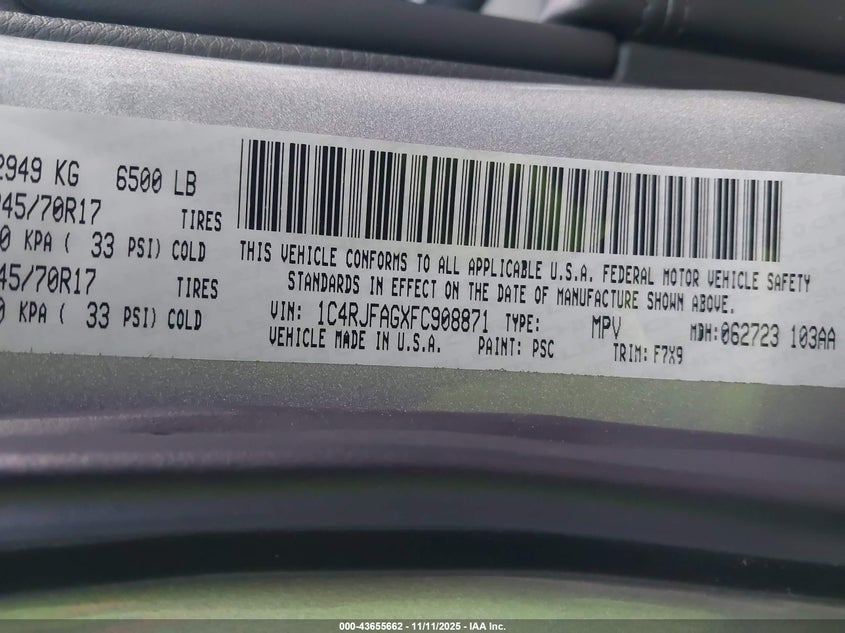 2949 KG 6500 LB
245/70R17 TIRES
0 KPA ( 33 PSI) COLD
45/70R17 TIRES
0 KPA ( 33 PSI) COLD
THIS VEHICLE CONFORMS TO ALL APPLICABLE U.S.A. FEDERAL MOTOR VEHICLE SAFETY
STANDARDS IN EFFECT ON THE DATE OF MANUFACTURE SHOWN ABOVE.
VIN: 1C4RJFAGXFC908871 TYPE: MPV MDH:062723 103AA
VEHICLE MADE IN U.S.A. PAINT: PSC TRIM: F7X9
000-43655662 - 11/11/2025 - IAA Inc.